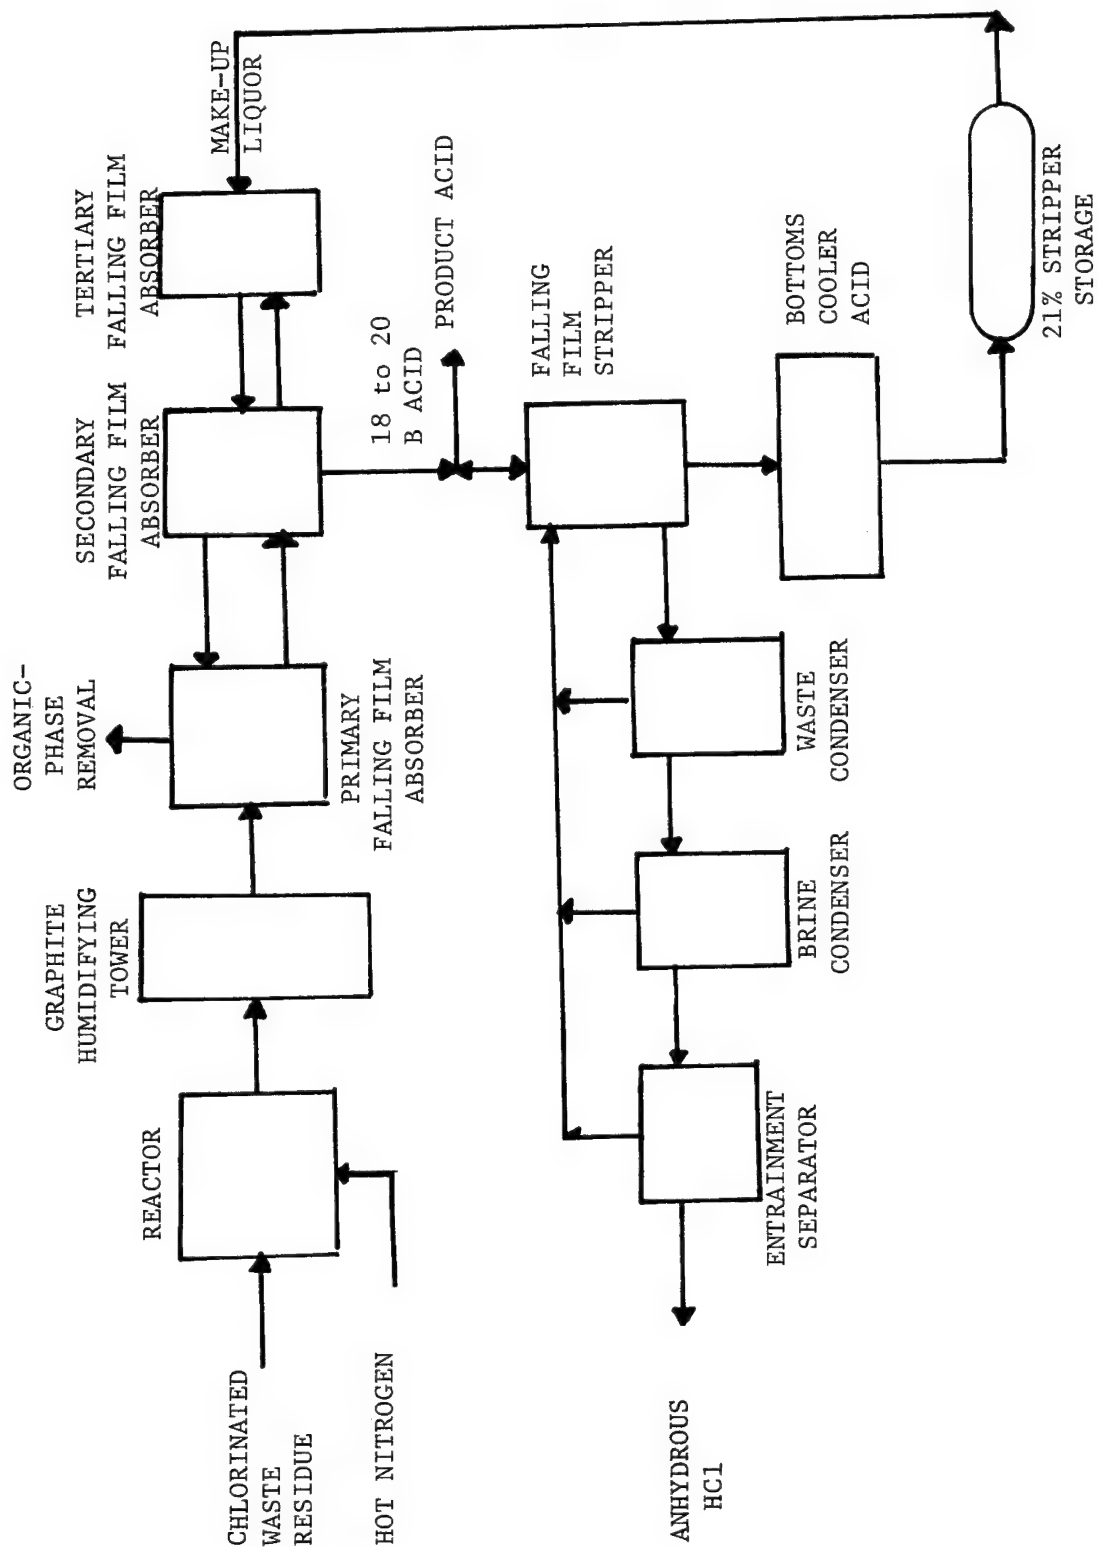 CHLORINATED
WASTE
RESIDUE
HOT NITROGEN
REACTOR
GRAPHITE
HUMIDIFYING
TOWER
ORGANIC-
PHASE
REMOVAL
PRIMARY
FALLING FILM
ABSORBER
SECONDARY
FALLING FILM
ABSORBER
TERTIARY
FALLING FILM
ABSORBER
MAKE-UP
LIQUOR
18 to 20
B ACID
PRODUCT ACID
FALLING
FILM
STRIPPER
BOTTOMS
COOLER
ACID
21% STRIPPER
STORAGE
WASTE
CONDENSER
BRINE
CONDENSER
ENTRAINMENT
SEPARATOR
ANHYDROUS
HCl